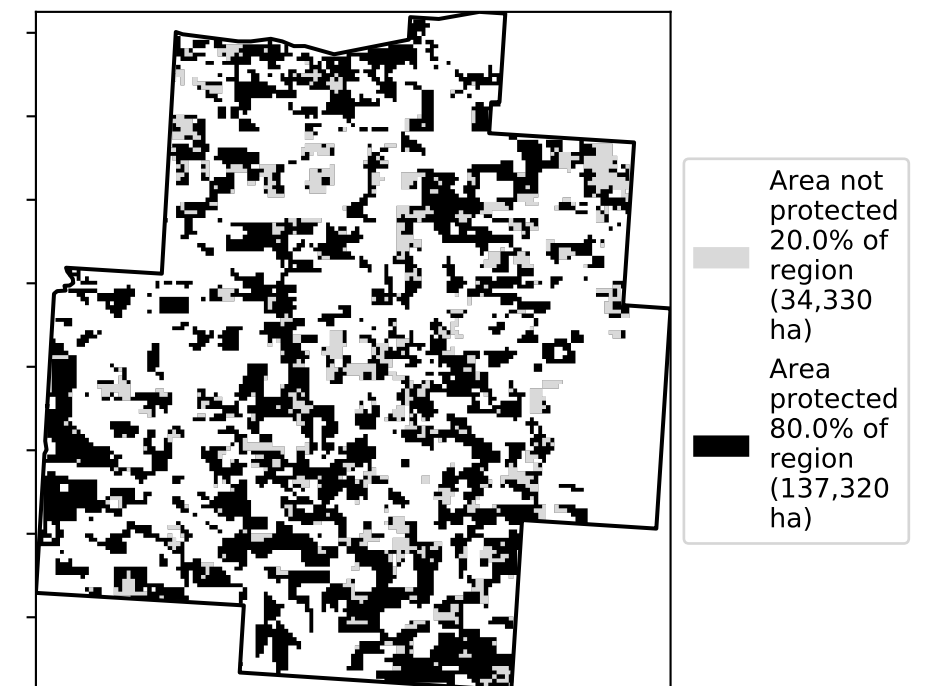 Area not
protected
20.0% of
region
(34,330
ha)
Area
protected
80.0% of
region
(137,320
ha)